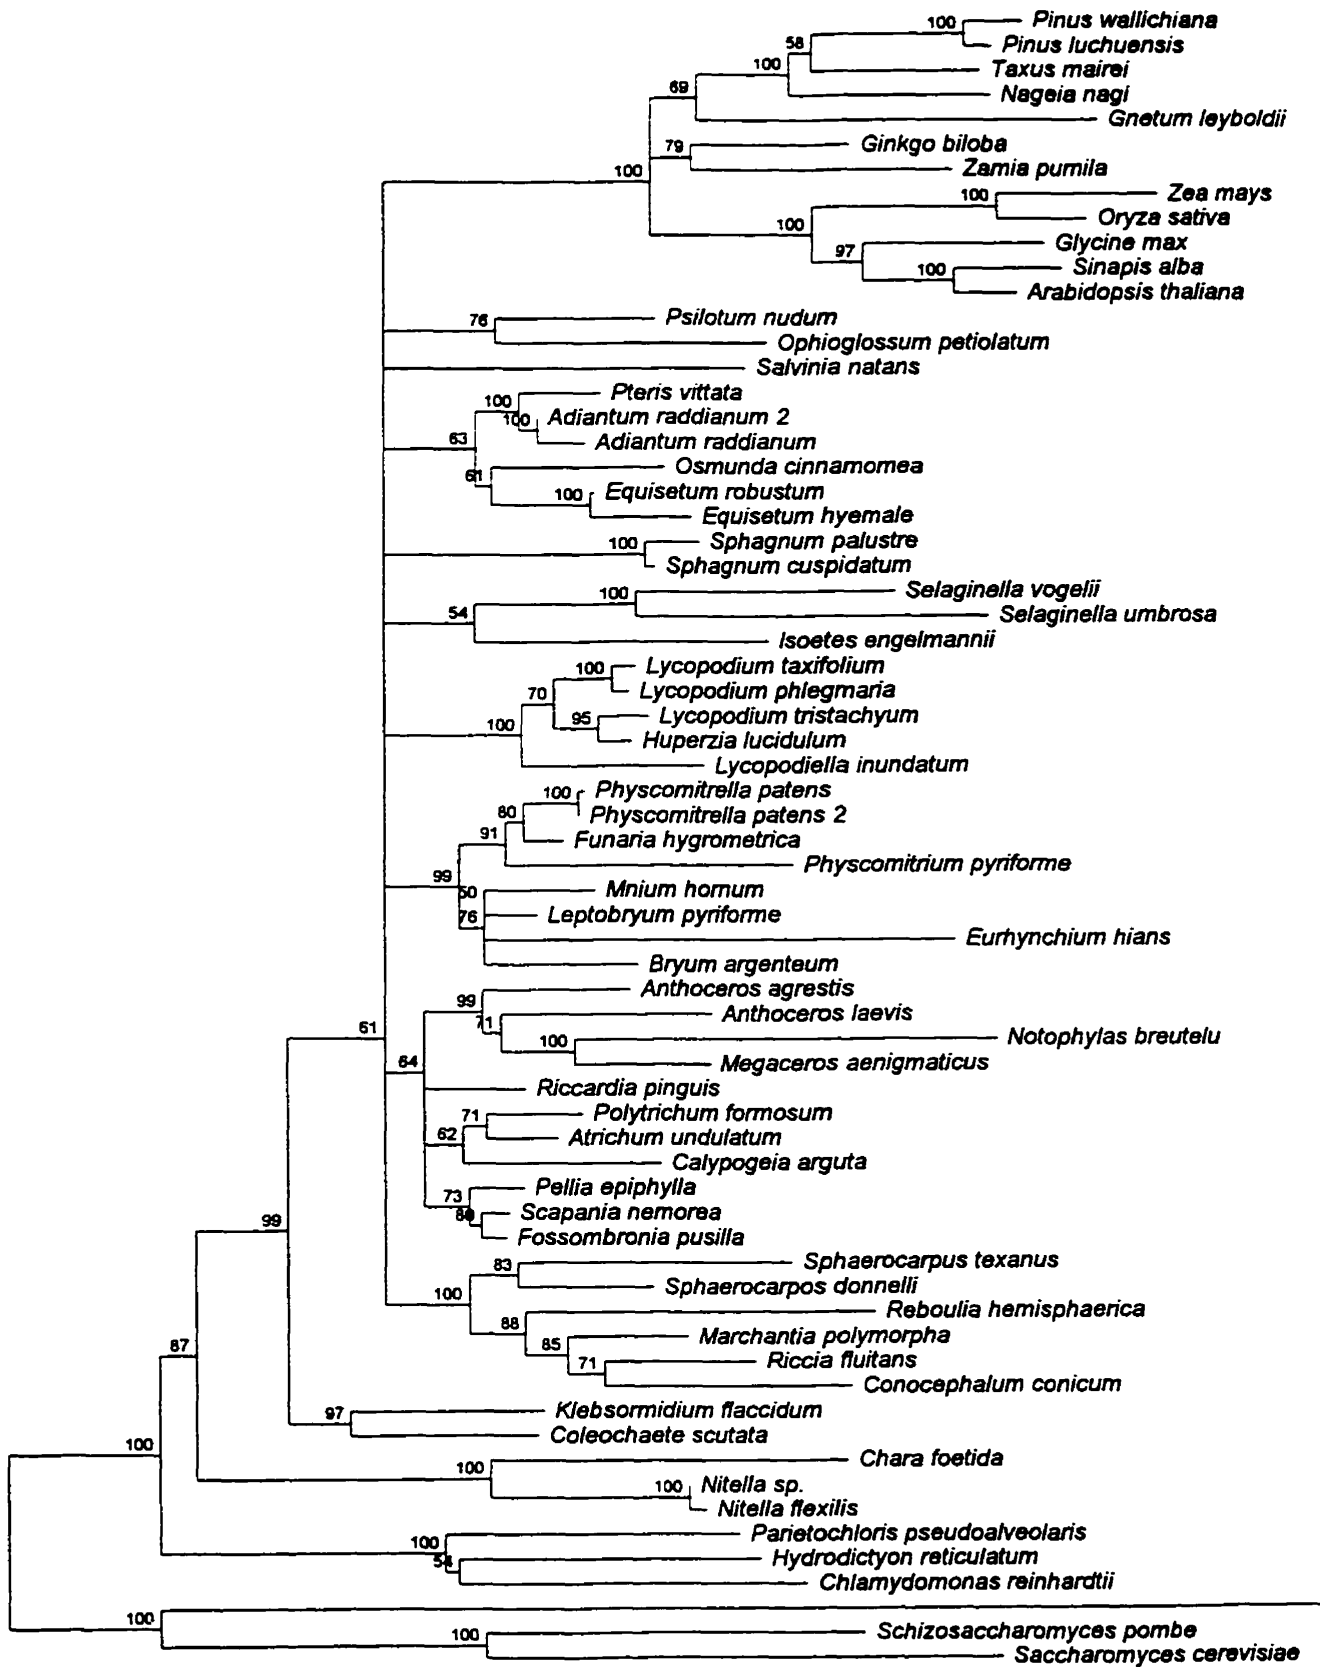 100 Pinus wallichiana
58 Pinus luchuensis
100 Taxus mairei
69 Nageia nagi
Gnetum leyboldii
79 Ginkgo biloba
100 Zamia pumila
100 Zea mays
100 Oryza sativa
97 Glycine max
100 Sinapis alba
Arabidopsis thaliana
76 Psilotum nudum
Ophioglossum petiolatum
Salvinia natans
100 Pteris vittata
100 Adiantum raddianum 2
63 Adiantum raddianum
61 Osmunda cinnamomea
100 Equisetum robustum
Equisetum hyemale
100 Sphagnum palustre
Sphagnum cuspidatum
100 Selaginella vogelii
54 Selaginella umbrosa
Isoetes engelmannii
100 Lycopodium taxifolium
70 Lycopodium phlegmaria
95 Lycopodium tristachyum
100 Huperzia lucidulum
Lycopodiella inundatum
100 Physcomitrella patens
80 Physcomitrella patens 2
91 Funaria hygrometrica
Physcomitrium pyriforme
99
50 Mnium hornum
76 Leptobryum pyriforme
Eurhynchium hians
Bryum argenteum
99 Anthoceros agrestis
71 Anthoceros laevis
61 100 Notophylas breutelu
64 Megaceros aenigmaticus
Riccardia pinguis
71 Polytrichum formosum
62 Atrichum undulatum
Calypogeia arguta
73 Pellia epiphylla
Scapania nemorea
99 Fossombronia pusilla
83 Sphaerocarpus texanus
100 Sphaerocarpos donnelli
88 Reboulia hemisphaerica
87 85 Marchantia polymorpha
71 Riccia fluitans
Conocephalum conicum
97 Klebsormidium flaccidum
100 Coleochaete scutata
100 Chara foetida
100 Nitella sp.
Nitella flexilis
100 Parietochloris pseudoalveolaris
54 Hydrodictyon reticulatum
Chlamydomonas reinhardtii
100 Schizosaccharomyces pombe
100 Saccharomyces cerevisiae